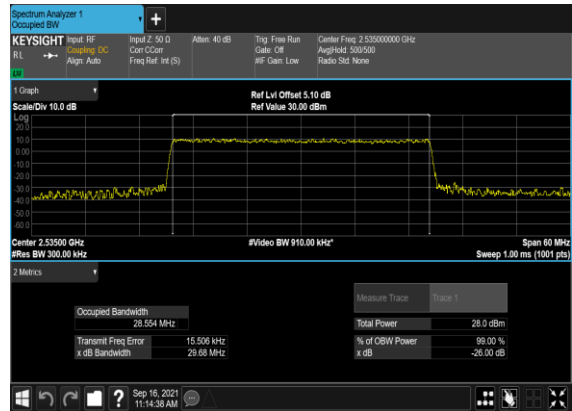 Spectrum Analyzer 1
Occupied BW
+
KEYSIGHT Input: RF Input Z: 50 Ω Atten: 40 dB Trig: Free Run Center Freq: 2.535000000 GHz
RL Coupling: DC Corr CCorr Gate: Off Avg|Hold: 500/500
Align: Auto Freq Ref: Int (S) #IF Gain: Low Radio Std: None
1 Graph
Ref Lvl Offset 5.10 dB
Scale/Div 10.0 dB Ref Value 30.00 dBm
Log
20.0
10.0
0.00
-10.0
-20.0
-30.0
-40.0
-50.0
-60.0
Center 2.53500 GHz #Video BW 910.00 kHz* Span 60 MHz
#Res BW 300.00 kHz Sweep 1.00 ms (1001 pts)
2 Metrics
Measure Trace Trace 1
Occupied Bandwidth
28.554 MHz
Total Power 28.0 dBm
Transmit Freq Error 15.506 kHz % of OBW Power 99.00 %
x dB Bandwidth 29.68 MHz x dB -26.00 dB
? Sep 16, 2021
11:14:38 AM